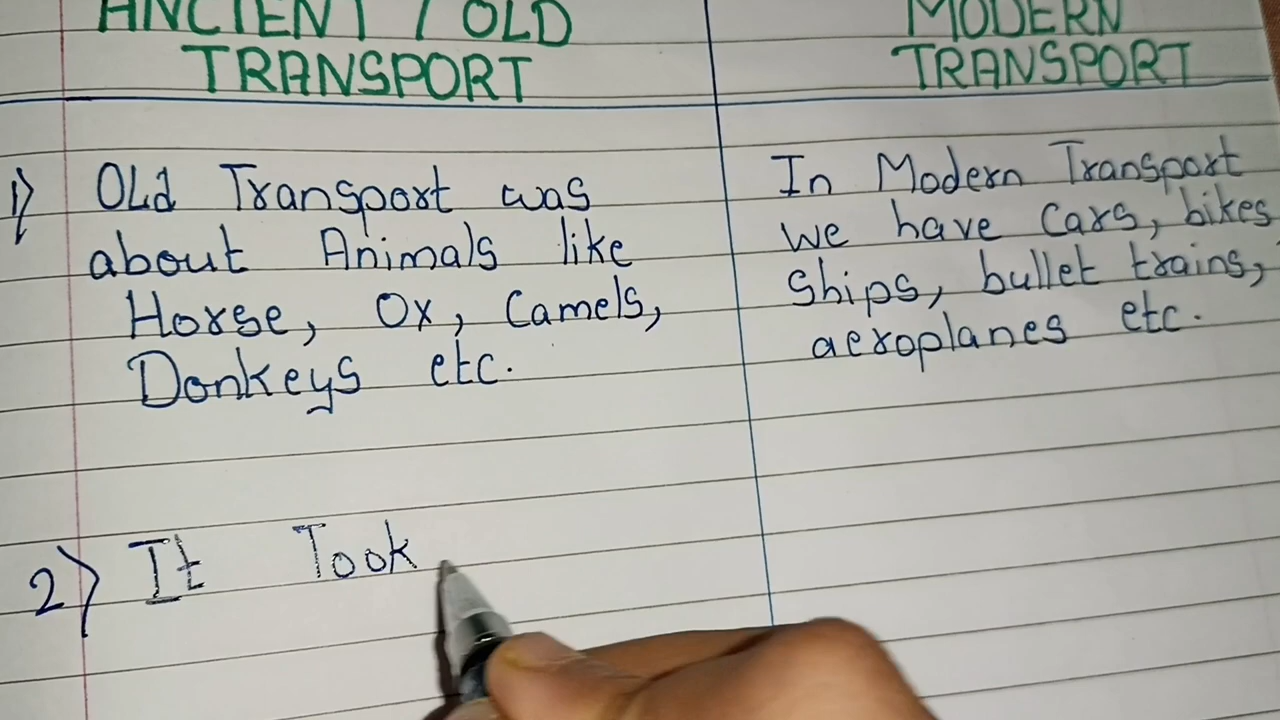 ANCIENT / OLD
TRANSPORT
MODERN
TRANSPORT
1) Old Transport was
about Animals like
Horse, Ox, Camels,
Donkeys etc.
In Modern Transport
we have Cars, bikes
Ships, bullet trains,
aeroplanes etc.
2) It Took